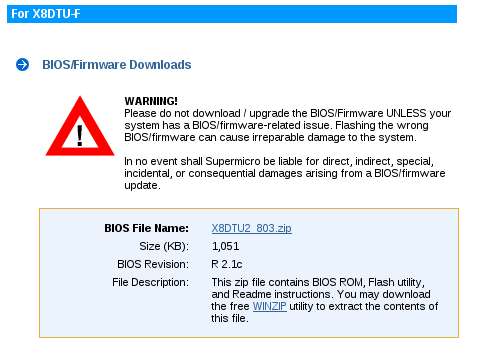 For X8DTU-F
BIOS/Firmware Downloads
WARNING!
Please do not download / upgrade the BIOS/Firmware UNLESS your
system has a BIOS/firmware-related issue. Flashing the wrong
BIOS/firmware can cause irreparable damage to the system.
In no event shall Supermicro be liable for direct, indirect, special,
incidental, or consequential damages arising from a BIOS/firmware
update.
BIOS File Name: X8DTU2_803.zip
Size (KB): 1,051
BIOS Revision: R 2.1c
File Description: This zip file contains BIOS ROM, Flash utility,
and Readme instructions. You may download
the free WINZIP utility to extract the contents of
this file.